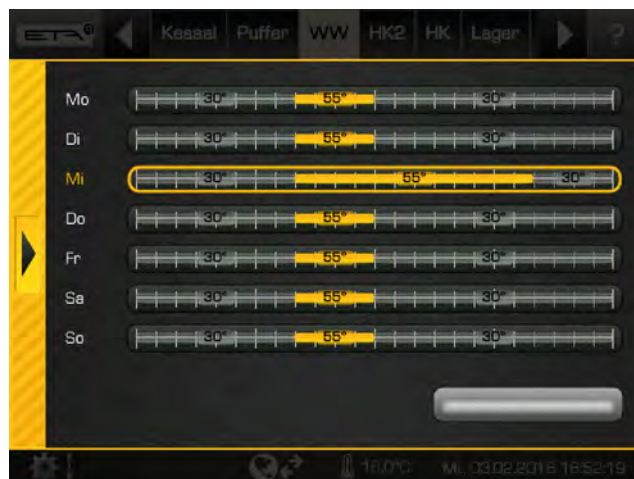 ETA Kessel Puffer WW HK2 HK Lager ?
Mo 30° 55° 30°
Di 30° 55° 30°
Mi 30° 55° 30°
Do 30° 55° 30°
Fr 30° 55° 30°
Sa 30° 55° 30°
So 30° 55° 30°
16.0°C Mi., 03.02.2016 16:52:19